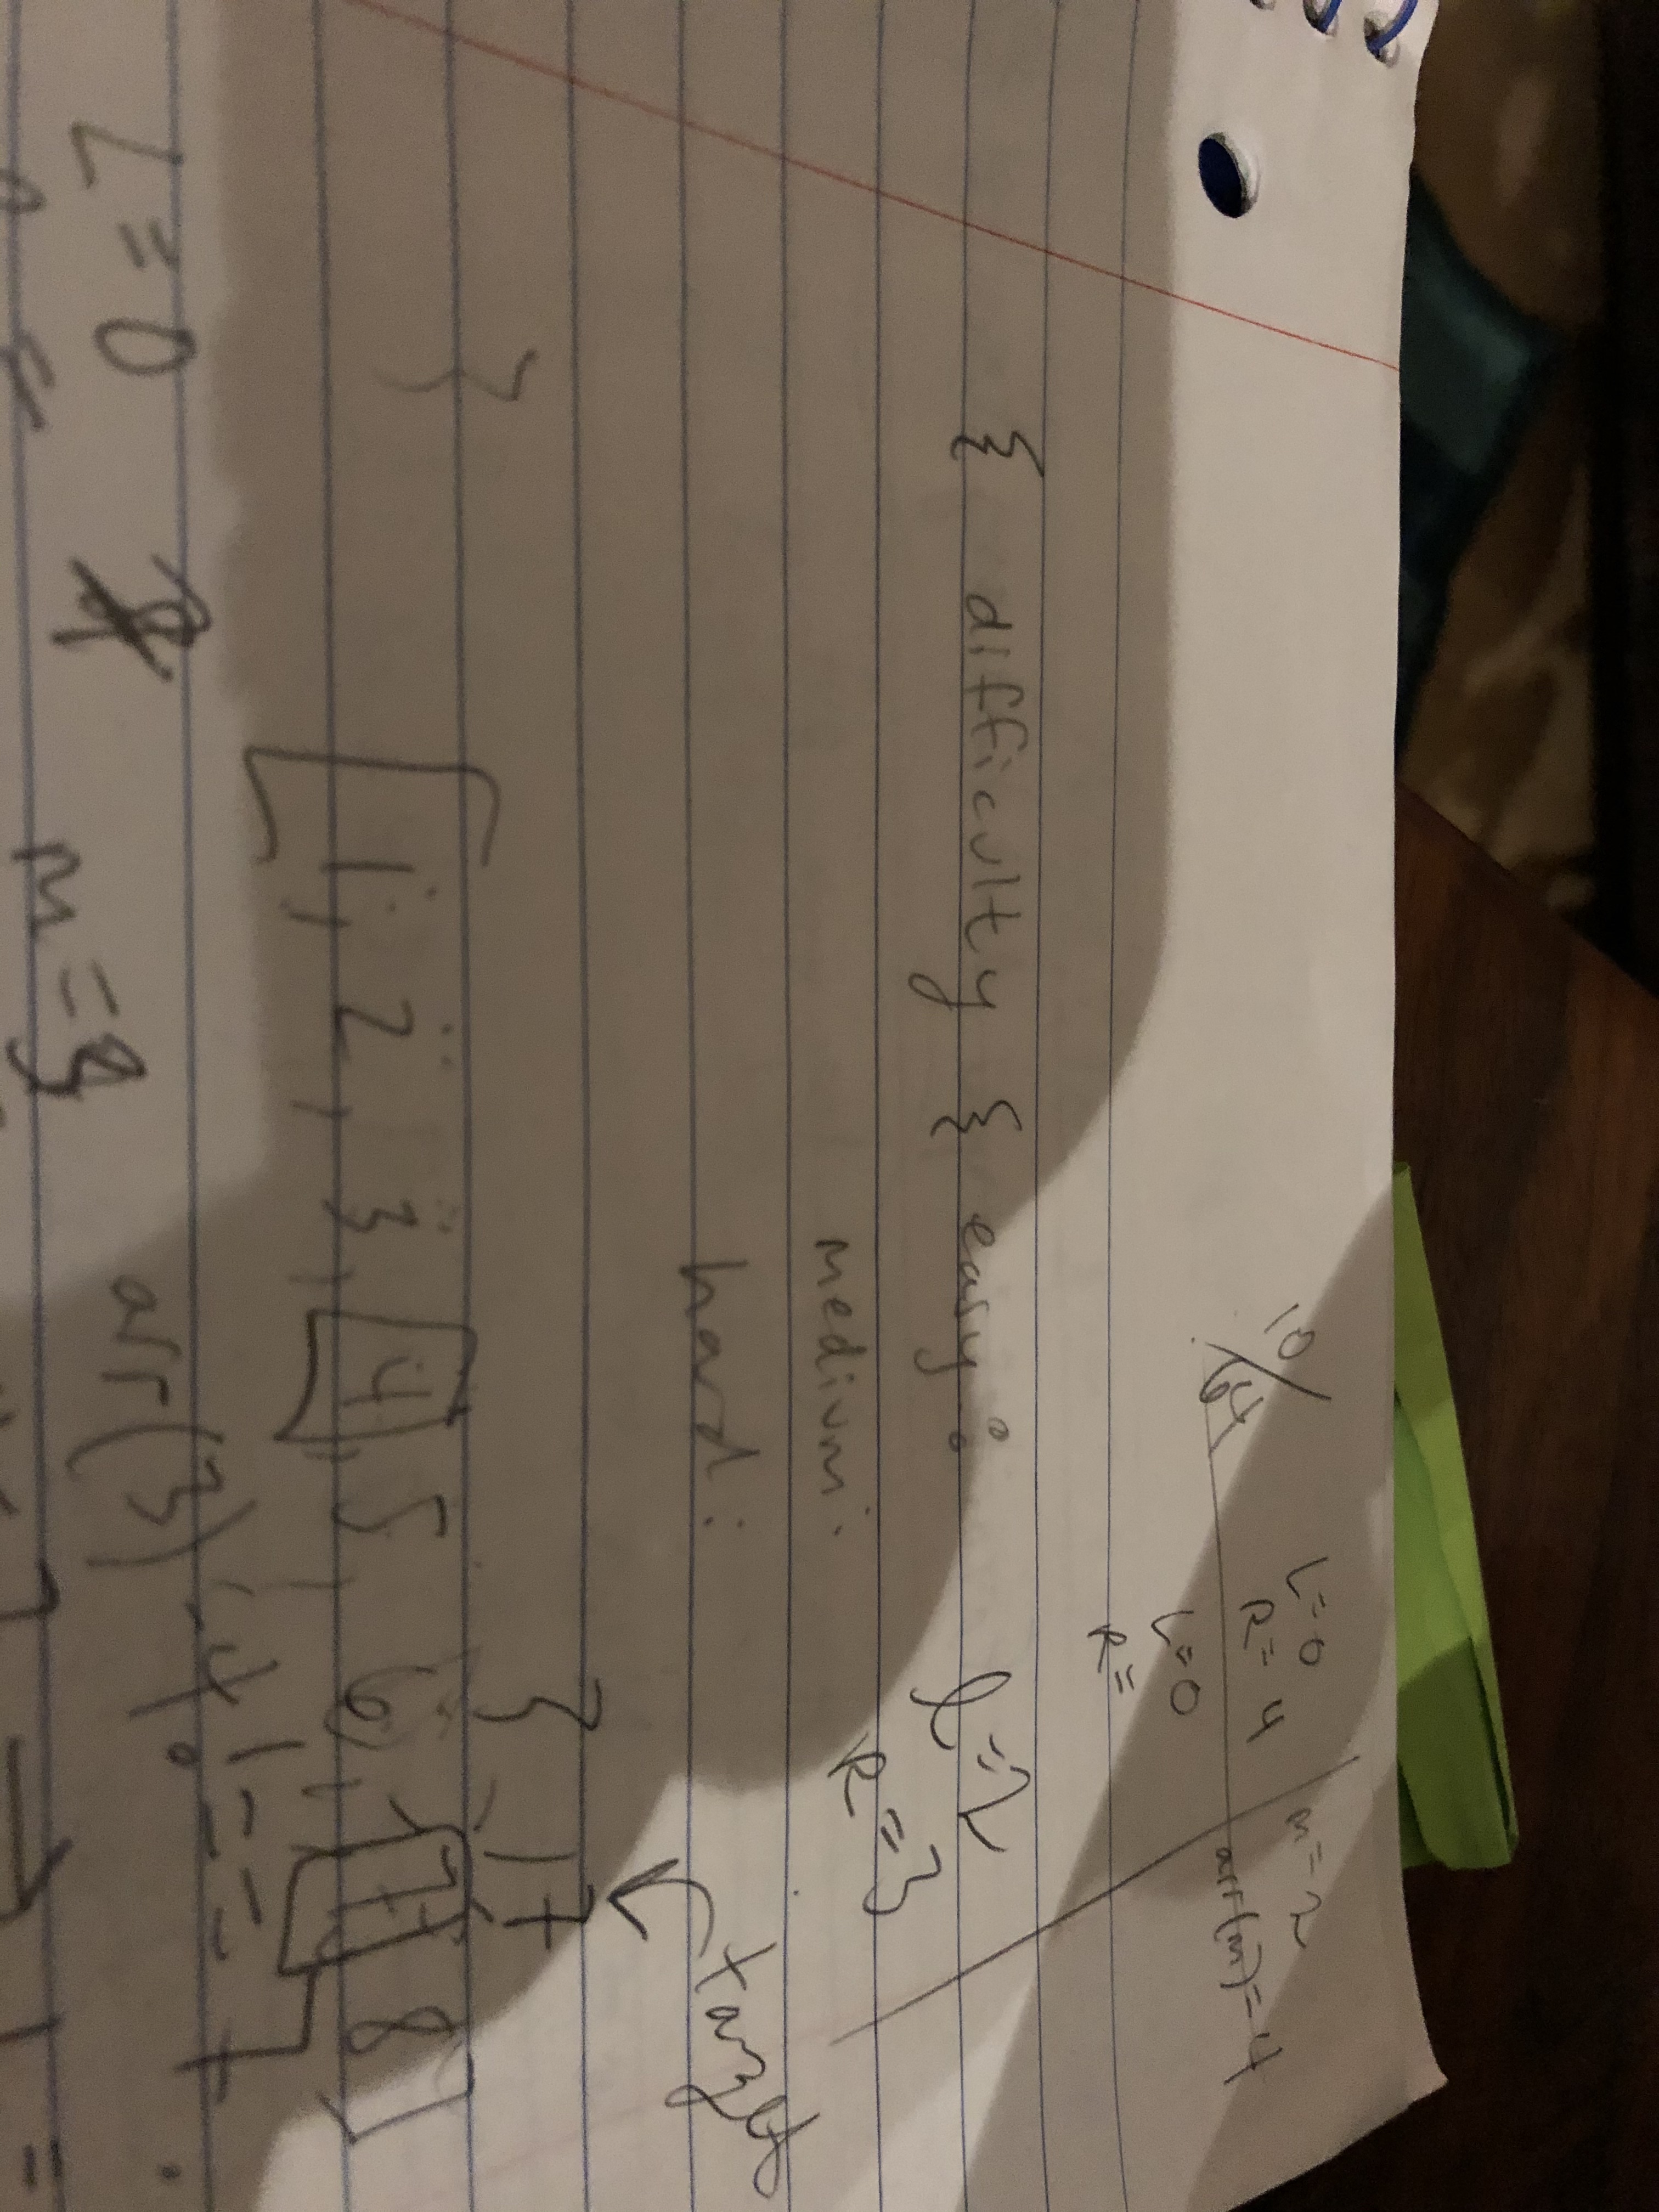 10
64
L=0 m=2
R=4 arr(m)=4
L=0
R=
{ difficulty { easy: l=2
medium: R=3
hard: target
} 17
} [1, 2, 3, 4, 5, 6, 7, 8]
L=0 m=3 arr(3) 4 !== 7